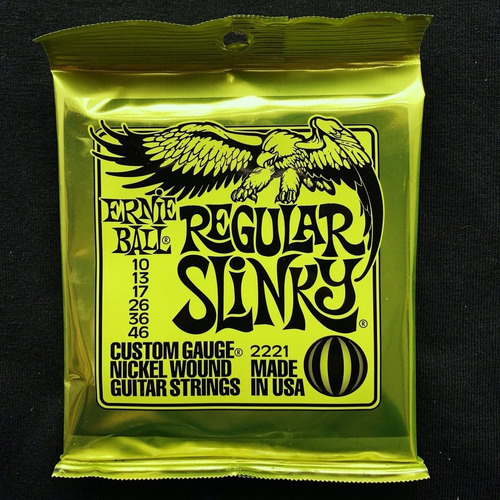 ERNIE
BALL®
REGULAR
SLINKY®
10
13
17
26
36
46
CUSTOM GAUGE® 2221
NICKEL WOUND MADE
GUITAR STRINGS IN USA